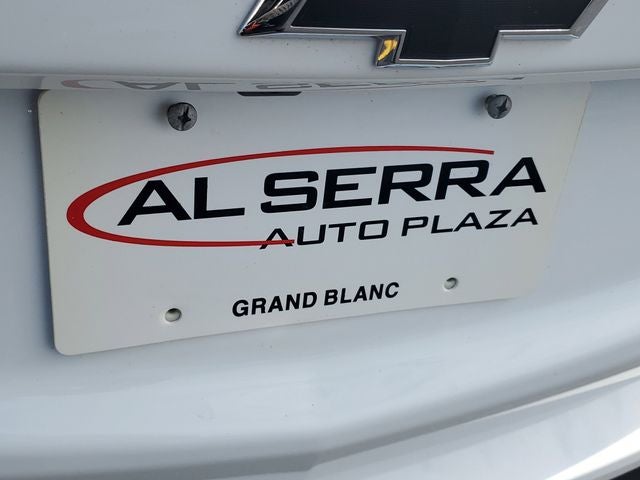 AL SERRA
AUTO PLAZA
GRAND BLANC